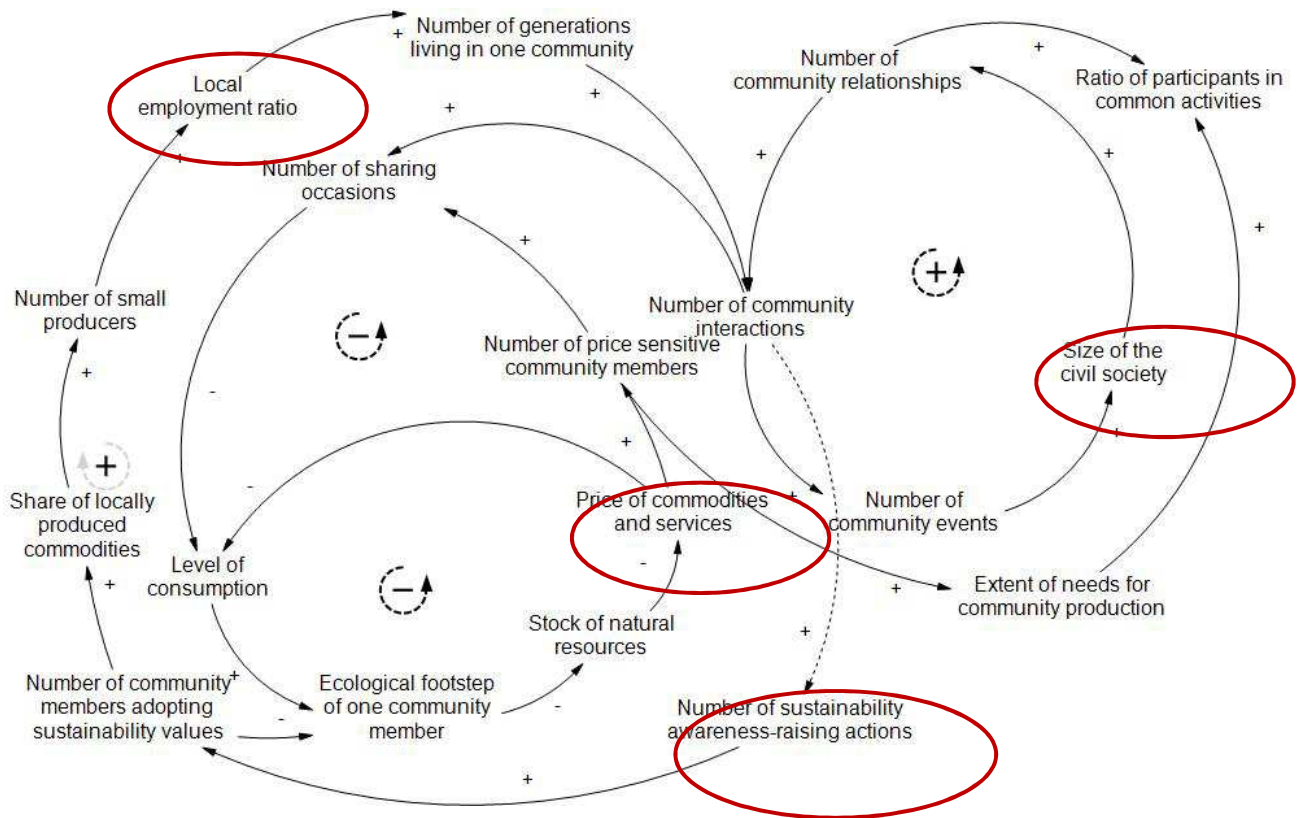 Number of generations
living in one community
+
Number of
community relationships
+
Ratio of participants in
common activities
Local
employment ratio
+
+
+
Number of sharing
occasions
+
+
+
+
+
Number of small
producers
Number of community
interactions
+
Number of price sensitive
community members
−
Size of the
civil society
+
-
+
+
+
-
Price of commodities
and services
+
Number of
community events
Share of locally
produced
commodities
Level of
consumption
-
−
+
+
Extent of needs for
community production
Stock of natural
resources
+
+
Number of community
members adopting
sustainability values
-
Ecological footstep
of one community
member
-
Number of sustainability
awareness-raising actions
+